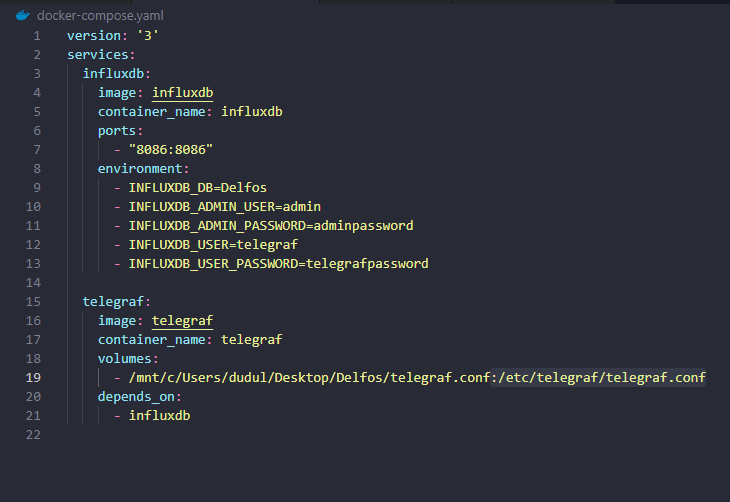 docker-compose.yaml
1 version: '3'
2 services:
3   influxdb:
4     image: influxdb
5     container_name: influxdb
6     ports:
7       - "8086:8086"
8     environment:
9       - INFLUXDB_DB=Delfos
10       - INFLUXDB_ADMIN_USER=admin
11       - INFLUXDB_ADMIN_PASSWORD=adminpassword
12       - INFLUXDB_USER=telegraf
13       - INFLUXDB_USER_PASSWORD=telegrafpassword
14
15   telegraf:
16     image: telegraf
17     container_name: telegraf
18     volumes:
19       - /mnt/c/Users/dudul/Desktop/Delfos/telegraf.conf:/etc/telegraf/telegraf.conf
20     depends_on:
21       - influxdb
22